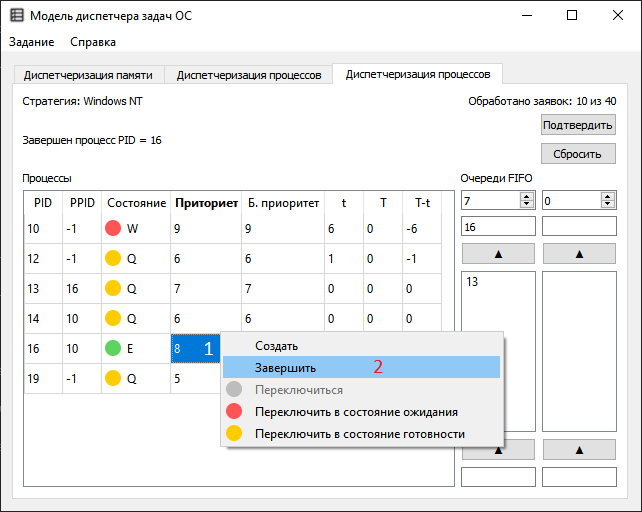 Модель диспетчера задач ОС
Задание Справка
Диспетчеризация памяти Диспетчеризация процессов Диспетчеризация процессов
Стратегия: Windows NT Обработано заявок: 10 из 40
Подтвердить
Завершен процесс PID = 16
Сбросить
Процессы Очереди FIFO
PID PPID Состояние Приториет Б. приоритет t T T-t
7 0
10 -1 W 9 9 6 0 -6
16
12 -1 Q 6 6 1 0 -1
▲ ▲
13 16 Q 7 7 0 0 0
13
14 10 Q 6 6 0 0 0
16 10 E 8 1
19 -1 Q 5
Создать
Завершить 2
Переключиться
Переключить в состояние ожидания
Переключить в состояние готовности
▲ ▲